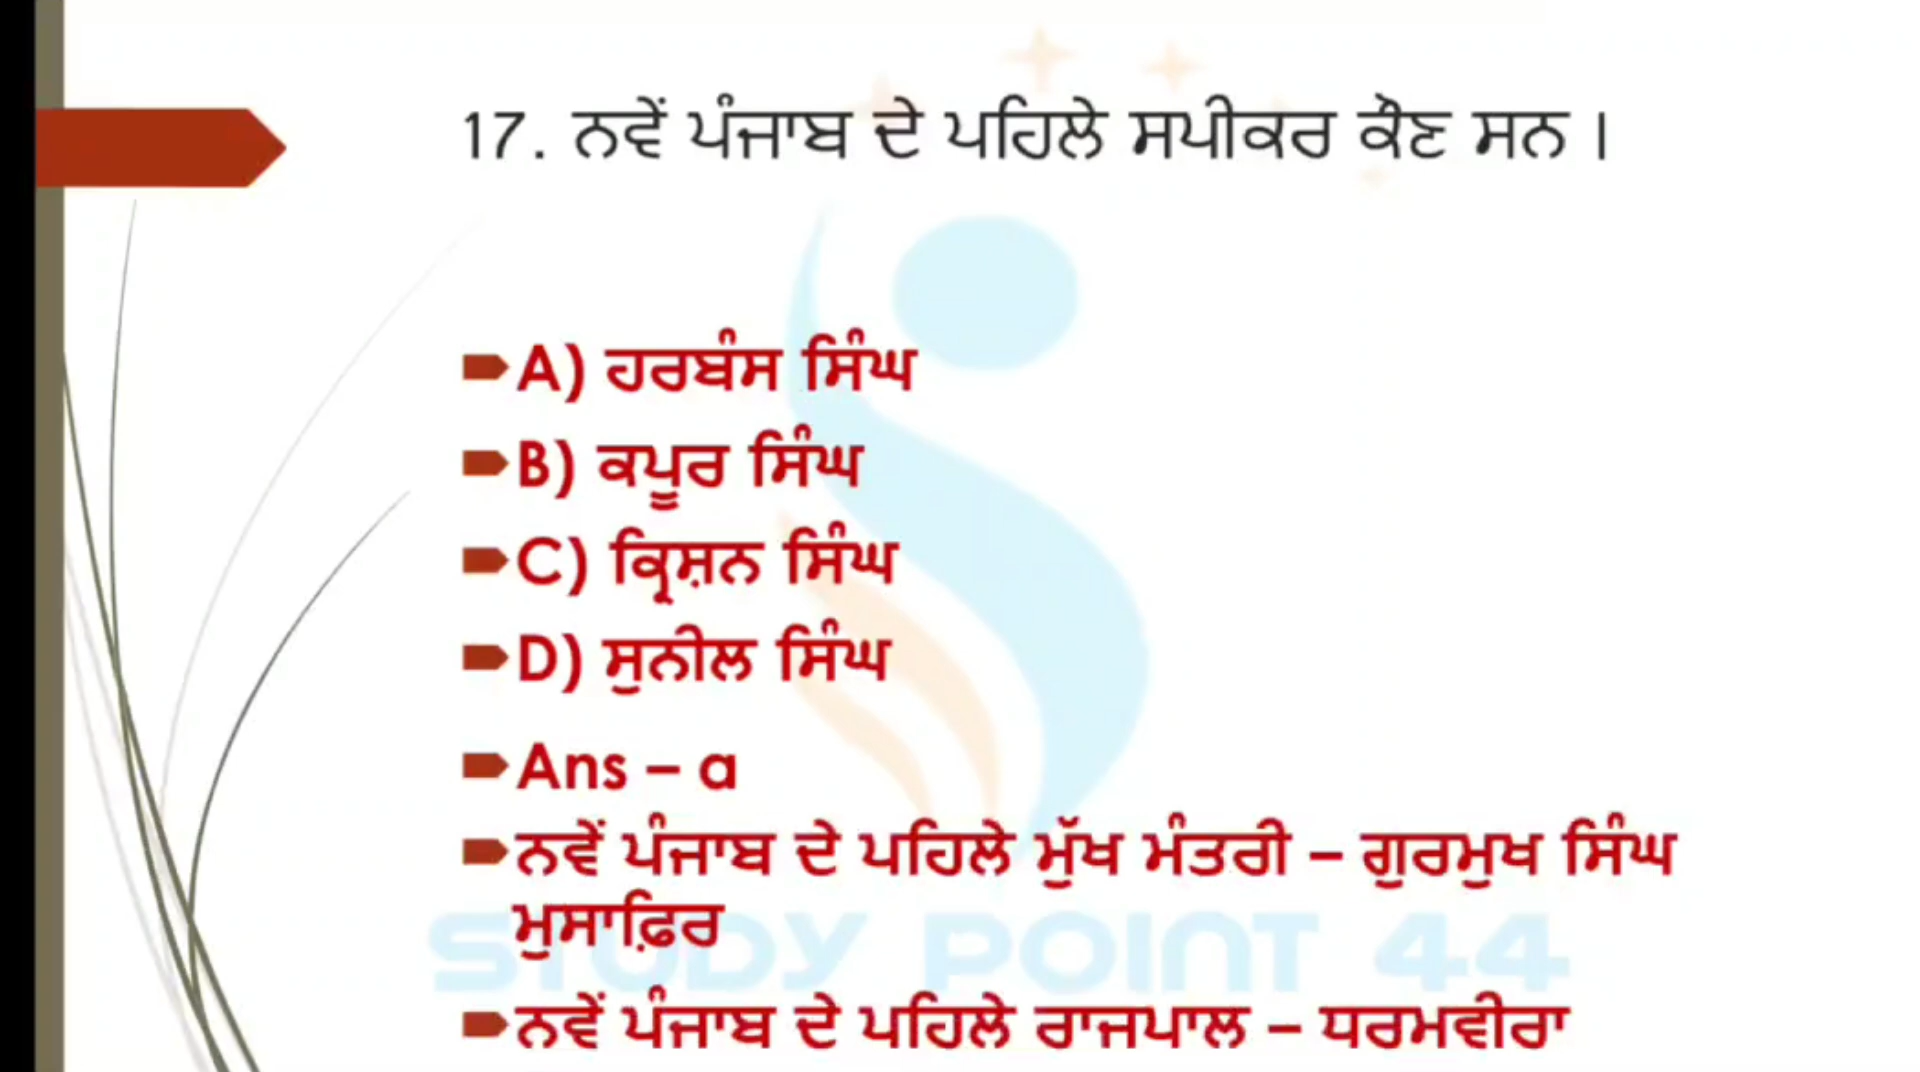 17. ਨਵੇਂ ਪੰਜਾਬ ਦੇ ਪਹਿਲੇ ਸਪੀਕਰ ਕੌਣ ਸਨ ।
A) ਹਰਬੰਸ ਸਿੰਘ
B) ਕਪੂਰ ਸਿੰਘ
C) ਕ੍ਰਿਸ਼ਨ ਸਿੰਘ
D) ਸੁਨੀਲ ਸਿੰਘ
Ans – a
ਨਵੇਂ ਪੰਜਾਬ ਦੇ ਪਹਿਲੇ ਮੁੱਖ ਮੰਤਰੀ – ਗੁਰਮੁਖ ਸਿੰਘ
ਮੁਸਾਫ਼ਿਰ
STUDY POINT 44
ਨਵੇਂ ਪੰਜਾਬ ਦੇ ਪਹਿਲੇ ਰਾਜਪਾਲ – ਧਰਮਵੀਰਾ